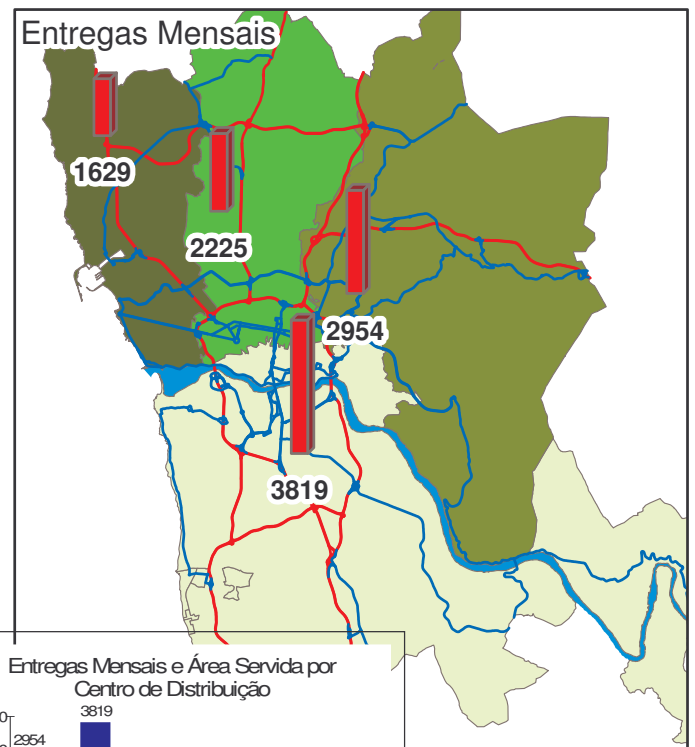 Entregas Mensais
1629
2225
2954
3819
Entregas Mensais e Área Servida por
Centro de Distribuição
3819
2954